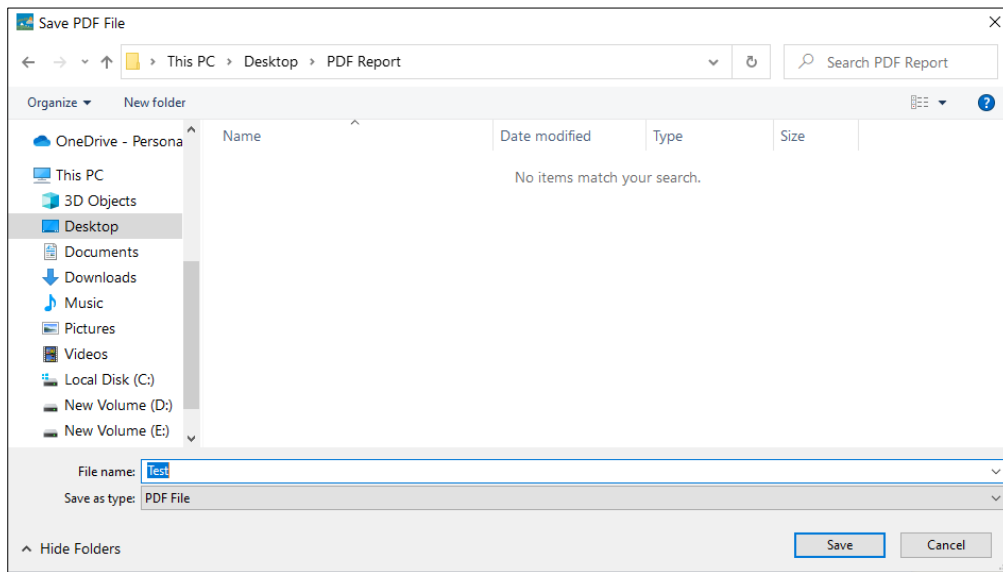 Save PDF File
This PC > Desktop > PDF Report
Search PDF Report
Organize
New folder
Name
Date modified
Type
Size
No items match your search.
OneDrive - Persona
This PC
3D Objects
Desktop
Documents
Downloads
Music
Pictures
Videos
Local Disk (C:)
New Volume (D:)
New Volume (E:)
File name: Test
Save as type: PDF File
Hide Folders
Save
Cancel